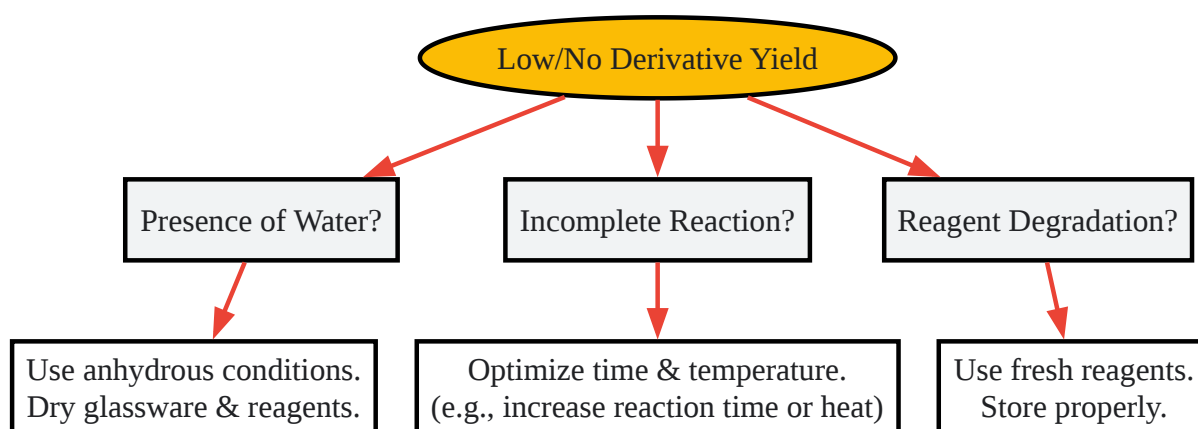 Low/No Derivative Yield
Presence of Water?
Incomplete Reaction?
Reagent Degradation?
Use anhydrous conditions.
Dry glassware & reagents.
Optimize time & temperature.
(e.g., increase reaction time or heat)
Use fresh reagents.
Store properly.